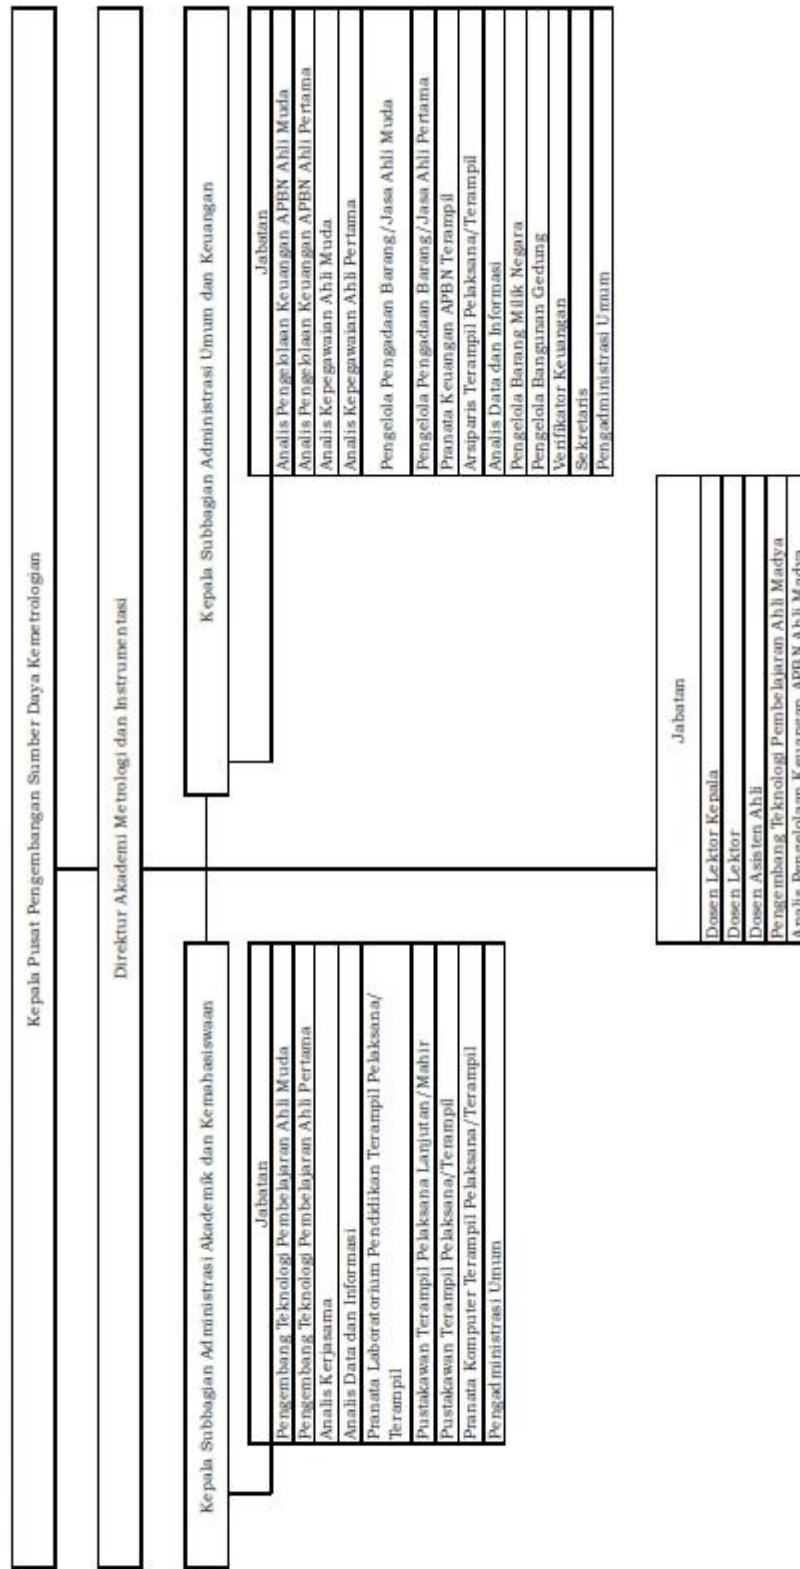 Kepala Pusat Pengembangan Sumber Daya Kemetrologian
Direktur Akademi Metrologi dan Instrumentasi
Kepala Subbagian Administrasi Akademik dan Kemahasiswaan
Jabatan
Pengembang Teknologi Pembelajaran Ahli Muda
Pengembang Teknologi Pembelajaran Ahli Pertama
Analis Kerjasama
Analis Data dan Informasi
Pranata Laboratorium Pendidikan Terampil Pelaksana/
Terampil
Pustakawan Terampil Pelaksana Lanjutan/Mahir
Pustakawan Terampil Pelaksana/Terampil
Pranata Komputer Terampil Pelaksana/Terampil
Pengadministrasi Umum
Kepala Subbagian Administrasi Umum dan Keuangan
Jabatan
Analis Pengelolaan Keuangan APBN Ahli Muda
Analis Pengelolaan Keuangan APBN Ahli Pertama
Analis Kepegawaian Ahli Muda
Analis Kepegawaian Ahli Pertama
Pengelola Pengadaan Barang/Jasa Ahli Muda
Pengelola Pengadaan Barang/Jasa Ahli Pertama
Pranata Keuangan APBN Terampil
Arsiparis Terampil Pelaksana/Terampil
Analis Data dan Informasi
Pengelola Barang Milik Negara
Pengelola Bangunan Gedung
Verifikator Keuangan
Sekretaris
Pengadministrasi Umum
Jabatan
Dosen Lektor Kepala
Dosen Lektor
Dosen Asisten Ahli
Pengembang Teknologi Pembelajaran Ahli Madya
Analis Pengelolaan Keuangan APBN Ahli Madya